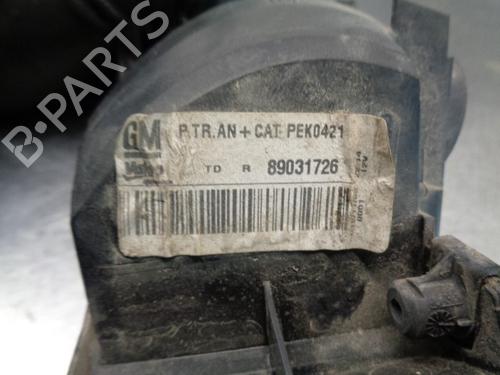 B-PARTS
GM P.TR.AN + CAT PEK0421
Valeo TD R 89031726